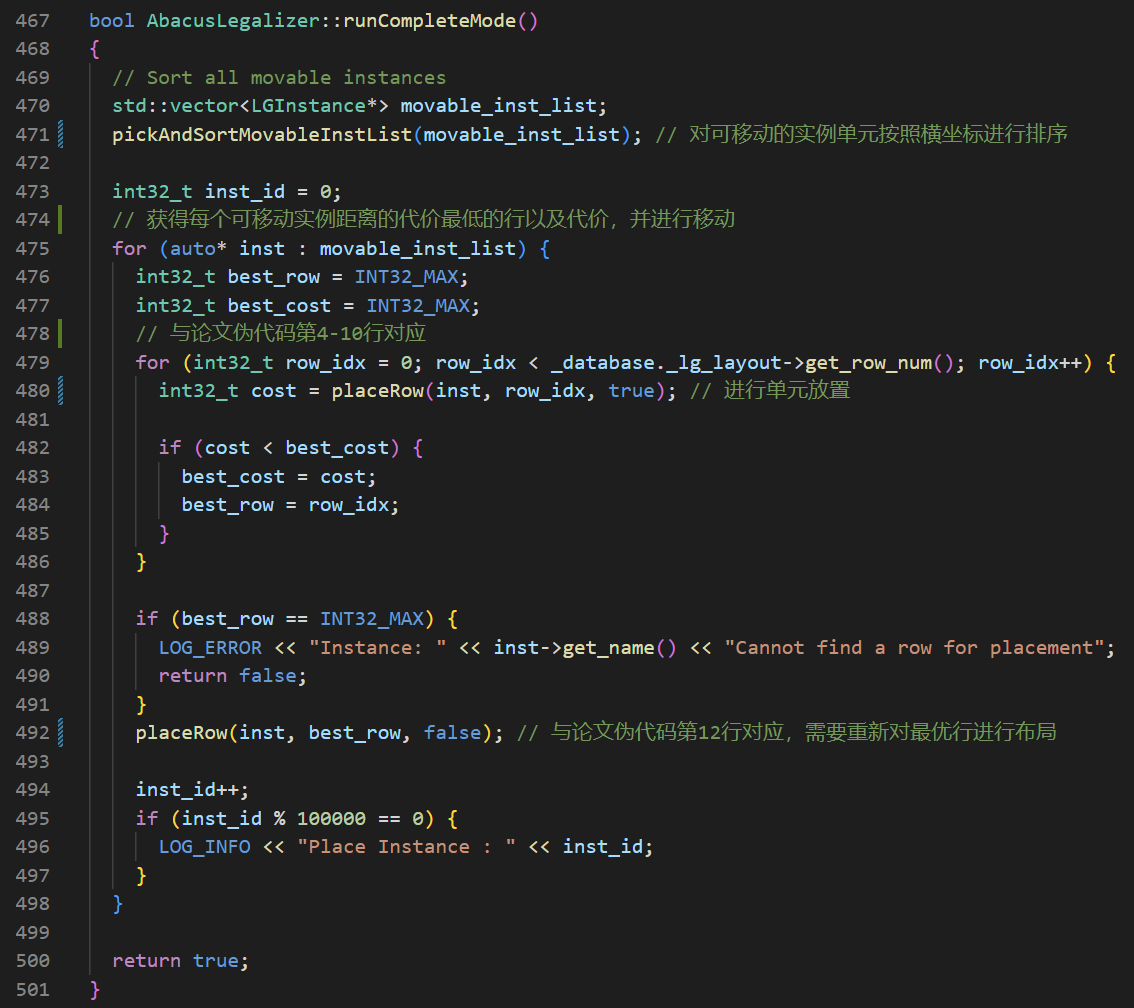 467 bool AbacusLegalizer::runCompleteMode()
468 {
469 // Sort all movable instances
470 std::vector<LGInstance*> movable_inst_list;
471 pickAndSortMovableInstList(movable_inst_list); // 对可移动的实例单元按照横坐标进行排序
472
473 int32_t inst_id = 0;
474 // 获得每个可移动实例距离的代价最低的行以及代价，并进行移动
475 for (auto* inst : movable_inst_list) {
476 int32_t best_row = INT32_MAX;
477 int32_t best_cost = INT32_MAX;
478 // 与论文伪代码第4-10行对应
479 for (int32_t row_idx = 0; row_idx < _database._lg_layout->get_row_num(); row_idx++) {
480 int32_t cost = placeRow(inst, row_idx, true); // 进行单元放置
481
482 if (cost < best_cost) {
483 best_cost = cost;
484 best_row = row_idx;
485 }
486 }
487
488 if (best_row == INT32_MAX) {
489 LOG_ERROR << "Instance: " << inst->get_name() << "Cannot find a row for placement";
490 return false;
491 }
492 placeRow(inst, best_row, false); // 与论文伪代码第12行对应，需要重新对最优行进行布局
493
494 inst_id++;
495 if (inst_id % 100000 == 0) {
496 LOG_INFO << "Place Instance : " << inst_id;
497 }
498 }
499
500 return true;
501 }